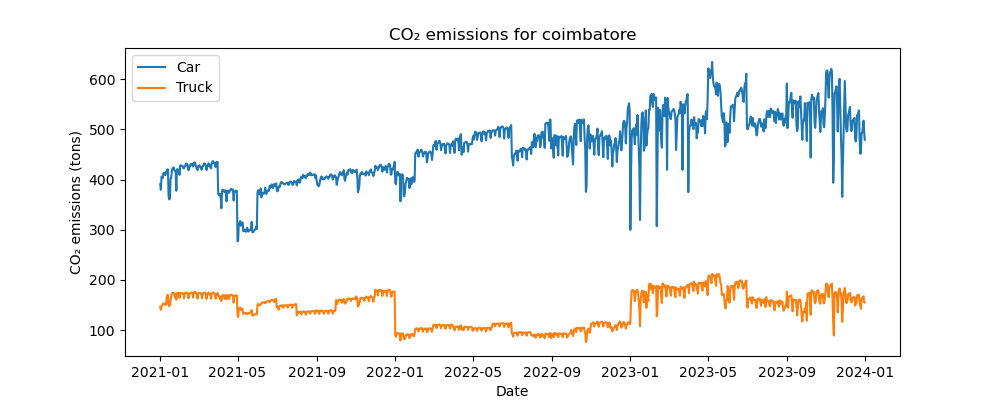 CO₂ emissions for coimbatore
Car
Truck
CO₂ emissions (tons)
600
500
400
300
200
100
2021-01 2021-05 2021-09 2022-01 2022-05 2022-09 2023-01 2023-05 2023-09 2024-01
Date